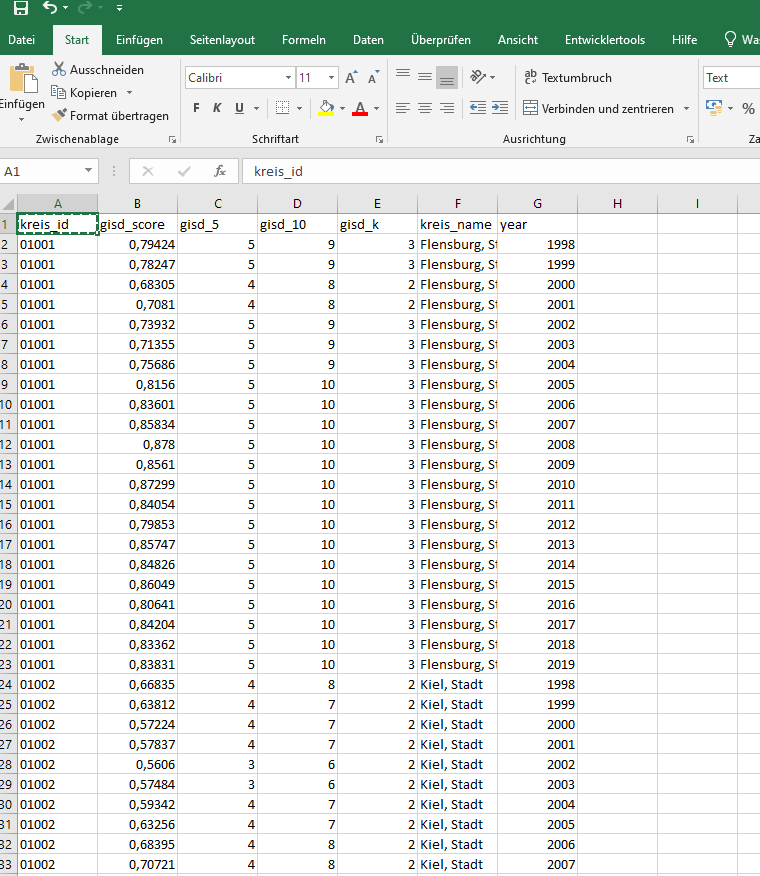 Datei Start Einfügen Seitenlayout Formeln Daten Überprüfen Ansicht Entwicklertools Hilfe Was
Einfügen
Ausschneiden
Kopieren
Format übertragen
Zwischenablage
Calibri 11 A A
F K U A
Schriftart
ab Textumbruch
Verbinden und zentrieren
Ausrichtung
Text
%
Za
A1 fx kreis_id
A B C D E F G H I
1 kreis_id gisd_score gisd_5 gisd_10 gisd_k kreis_name year
2 01001 0,79424 5 9 3 Flensburg, St 1998
3 01001 0,78247 5 9 3 Flensburg, St 1999
4 01001 0,68305 4 8 2 Flensburg, St 2000
5 01001 0,7081 4 8 2 Flensburg, St 2001
6 01001 0,73932 5 9 3 Flensburg, St 2002
7 01001 0,71355 5 9 3 Flensburg, St 2003
8 01001 0,75686 5 9 3 Flensburg, St 2004
9 01001 0,8156 5 10 3 Flensburg, St 2005
10 01001 0,83601 5 10 3 Flensburg, St 2006
11 01001 0,85834 5 10 3 Flensburg, St 2007
12 01001 0,878 5 10 3 Flensburg, St 2008
13 01001 0,8561 5 10 3 Flensburg, St 2009
14 01001 0,87299 5 10 3 Flensburg, St 2010
15 01001 0,84054 5 10 3 Flensburg, St 2011
16 01001 0,79853 5 10 3 Flensburg, St 2012
17 01001 0,85747 5 10 3 Flensburg, St 2013
18 01001 0,84826 5 10 3 Flensburg, St 2014
19 01001 0,86049 5 10 3 Flensburg, St 2015
20 01001 0,80641 5 10 3 Flensburg, St 2016
21 01001 0,84204 5 10 3 Flensburg, St 2017
22 01001 0,83362 5 10 3 Flensburg, St 2018
23 01001 0,83831 5 10 3 Flensburg, St 2019
24 01002 0,66835 4 8 2 Kiel, Stadt 1998
25 01002 0,63812 4 7 2 Kiel, Stadt 1999
26 01002 0,57224 4 7 2 Kiel, Stadt 2000
27 01002 0,57837 4 7 2 Kiel, Stadt 2001
28 01002 0,5606 3 6 2 Kiel, Stadt 2002
29 01002 0,57484 3 6 2 Kiel, Stadt 2003
30 01002 0,59342 4 7 2 Kiel, Stadt 2004
31 01002 0,63256 4 7 2 Kiel, Stadt 2005
32 01002 0,68395 4 8 2 Kiel, Stadt 2006
33 01002 0,70721 4 8 2 Kiel, Stadt 2007